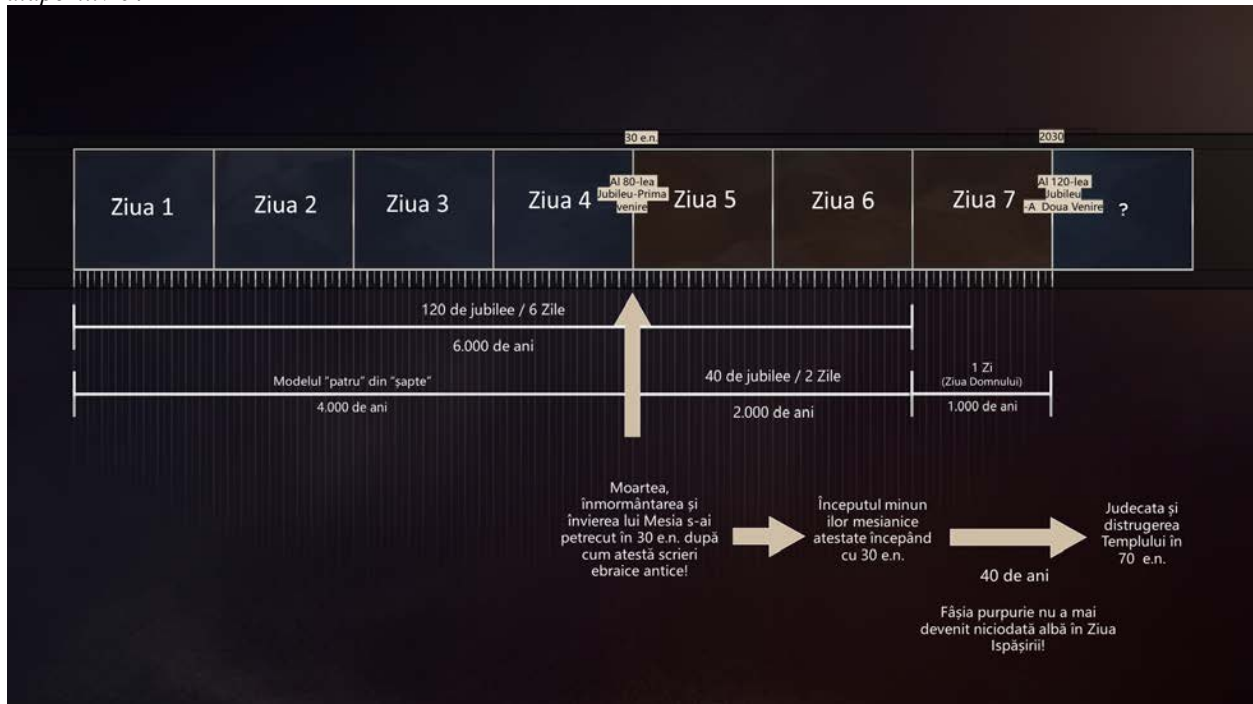 30 e.n.
2030
Ziua 1
Ziua 2
Ziua 3
Ziua 4
Al 80-lea
Jubileu-Prima
venire
Ziua 5
Ziua 6
Ziua 7
Al 120-lea
Jubileu
-A Doua Venire
?
120 de jubilee / 6 Zile
6.000 de ani
Modelul "patru" din "șapte"
4.000 de ani
40 de jubilee / 2 Zile
2.000 de ani
1 Zi
(Ziua Domnului)
1.000 de ani
Moartea,
înmormântarea și
învierea lui Mesia s-ai
petrecut în 30 e.n. după
cum atestă scrieri
ebraice antice!
Începutul minun
ilor mesianice
atestate începând
cu 30 e.n.
40 de ani
Judecata și
distrugerea
Templului în
70 e.n.
Fâșia purpurie nu a mai
devenit niciodată albă în Ziua
Ispășirii!